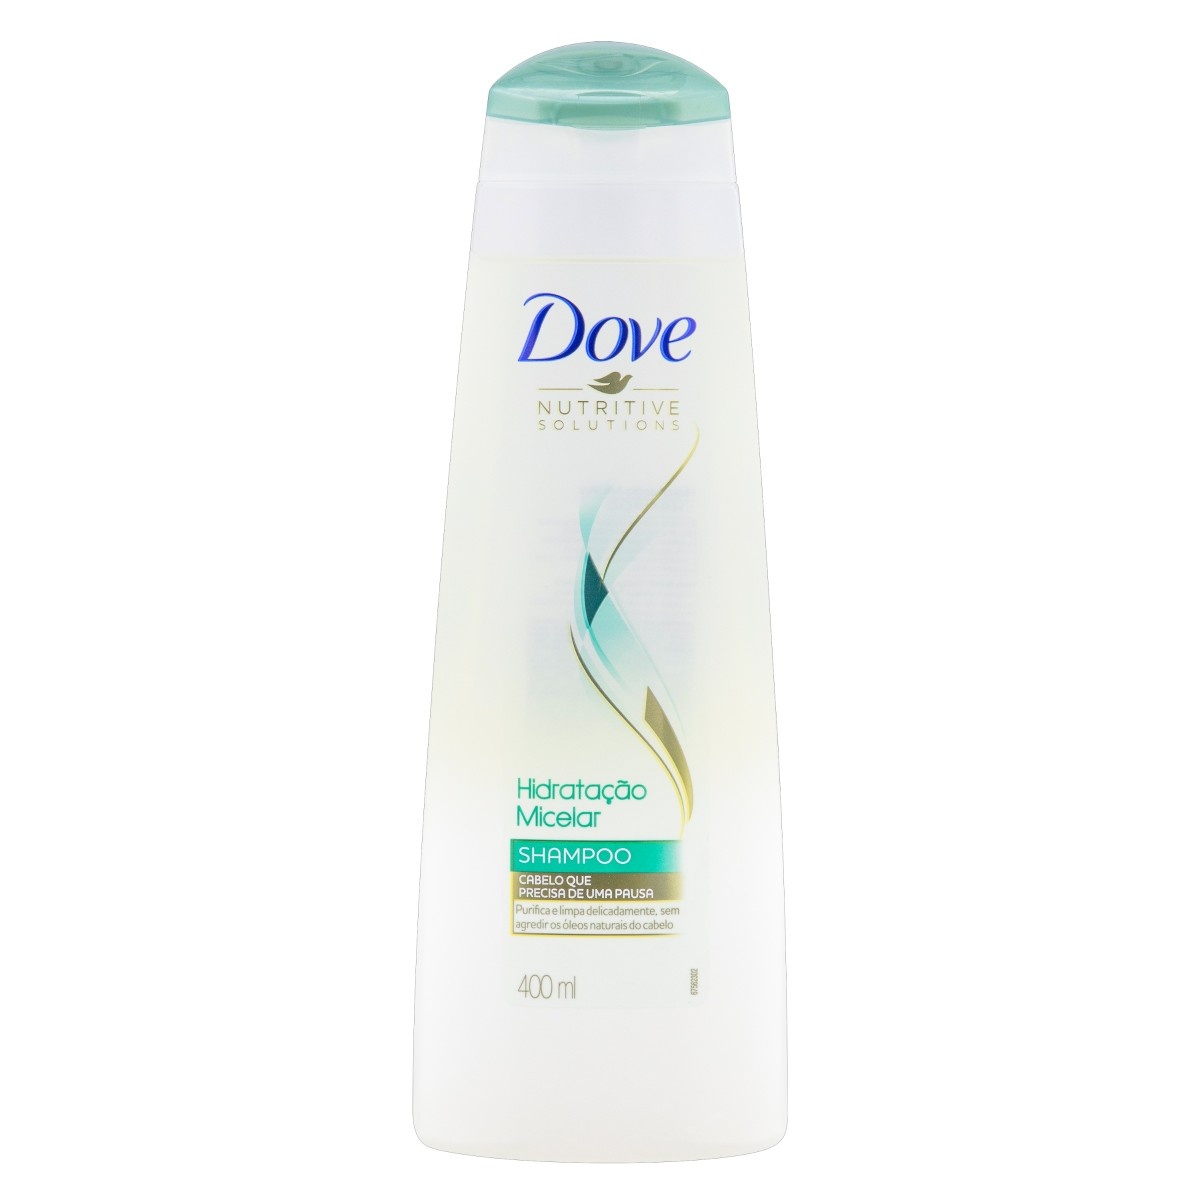 Dove
NUTRITIVE
SOLUTIONS
Hidratação
Micelar
SHAMPOO
CABELO QUE
PRECISA DE UMA PAUSA
Purifica e limpa delicadamente, sem
agredir os óleos naturais do cabelo
400 ml
67562302